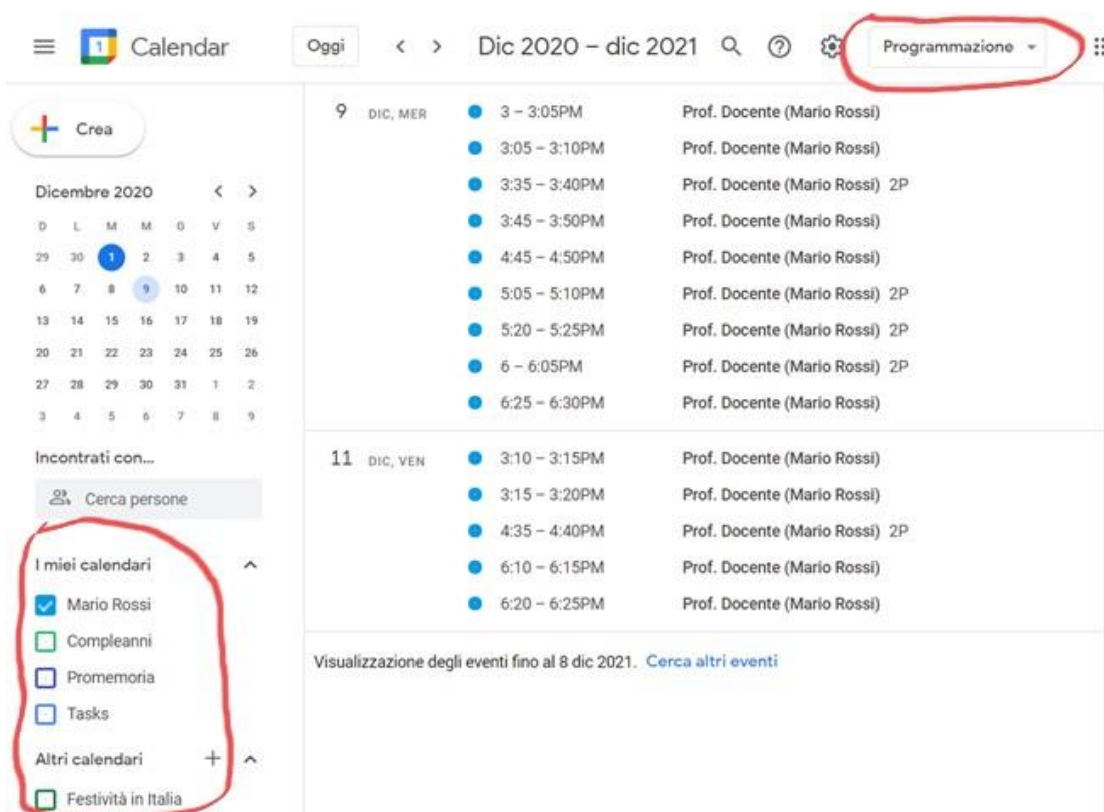 1 Calendar Oggi < > Dic 2020 – dic 2021 Programmazione
Crea
Dicembre 2020 < >
D L M M G V S
29 30 1 2 3 4 5
6 7 8 9 10 11 12
13 14 15 16 17 18 19
20 21 22 23 24 25 26
27 28 29 30 31 1 2
3 4 5 6 7 8 9
Incontrati con...
Cerca persone
I miei calendari
Mario Rossi
Compleanni
Promemoria
Tasks
Altri calendari +
Festività in Italia
9 DIC, MER 3 – 3:05PM Prof. Docente (Mario Rossi)
3:05 – 3:10PM Prof. Docente (Mario Rossi)
3:35 – 3:40PM Prof. Docente (Mario Rossi) 2P
3:45 – 3:50PM Prof. Docente (Mario Rossi)
4:45 – 4:50PM Prof. Docente (Mario Rossi)
5:05 – 5:10PM Prof. Docente (Mario Rossi) 2P
5:20 – 5:25PM Prof. Docente (Mario Rossi) 2P
6 – 6:05PM Prof. Docente (Mario Rossi) 2P
6:25 – 6:30PM Prof. Docente (Mario Rossi)
11 DIC, VEN 3:10 – 3:15PM Prof. Docente (Mario Rossi)
3:15 – 3:20PM Prof. Docente (Mario Rossi)
4:35 – 4:40PM Prof. Docente (Mario Rossi) 2P
6:10 – 6:15PM Prof. Docente (Mario Rossi)
6:20 – 6:25PM Prof. Docente (Mario Rossi)
Visualizzazione degli eventi fino al 8 dic 2021. Cerca altri eventi